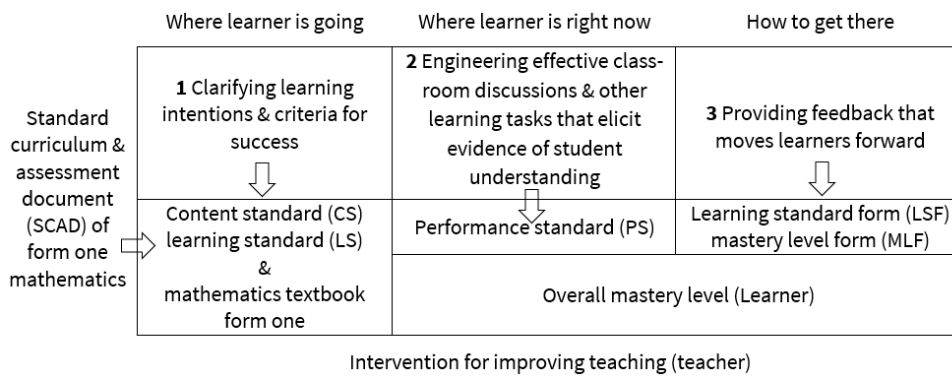 Where learner is going
Where learner is right now
How to get there
Standard
curriculum &
assessment
document
(SCAD) of
form one
mathematics
1 Clarifying learning
intentions & criteria for
success
2 Engineering effective class-
room discussions & other
learning tasks that elicit
evidence of student
understanding
3 Providing feedback that
moves learners forward
Content standard (CS)
learning standard (LS)
&
mathematics textbook
form one
Performance standard (PS)
Learning standard form (LSF)
mastery level form (MLF)
Overall mastery level (Learner)
Intervention for improving teaching (teacher)